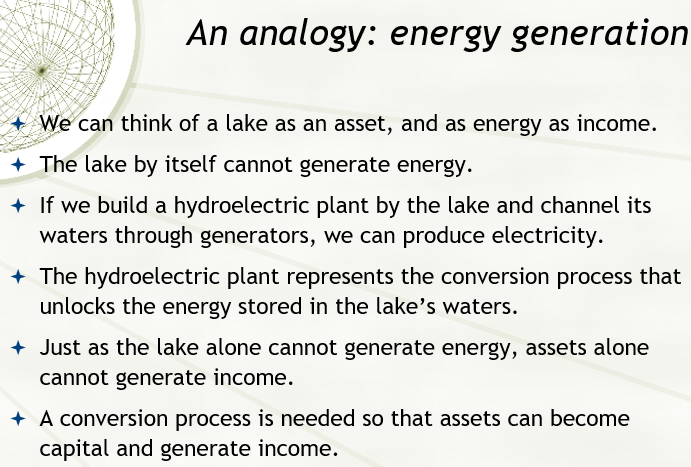 An analogy: energy generation
We can think of a lake as an asset, and as energy as income.
The lake by itself cannot generate energy.
If we build a hydroelectric plant by the lake and channel its
waters through generators, we can produce electricity.
The hydroelectric plant represents the conversion process that
unlocks the energy stored in the lake’s waters.
Just as the lake alone cannot generate energy, assets alone
cannot generate income.
A conversion process is needed so that assets can become
capital and generate income.